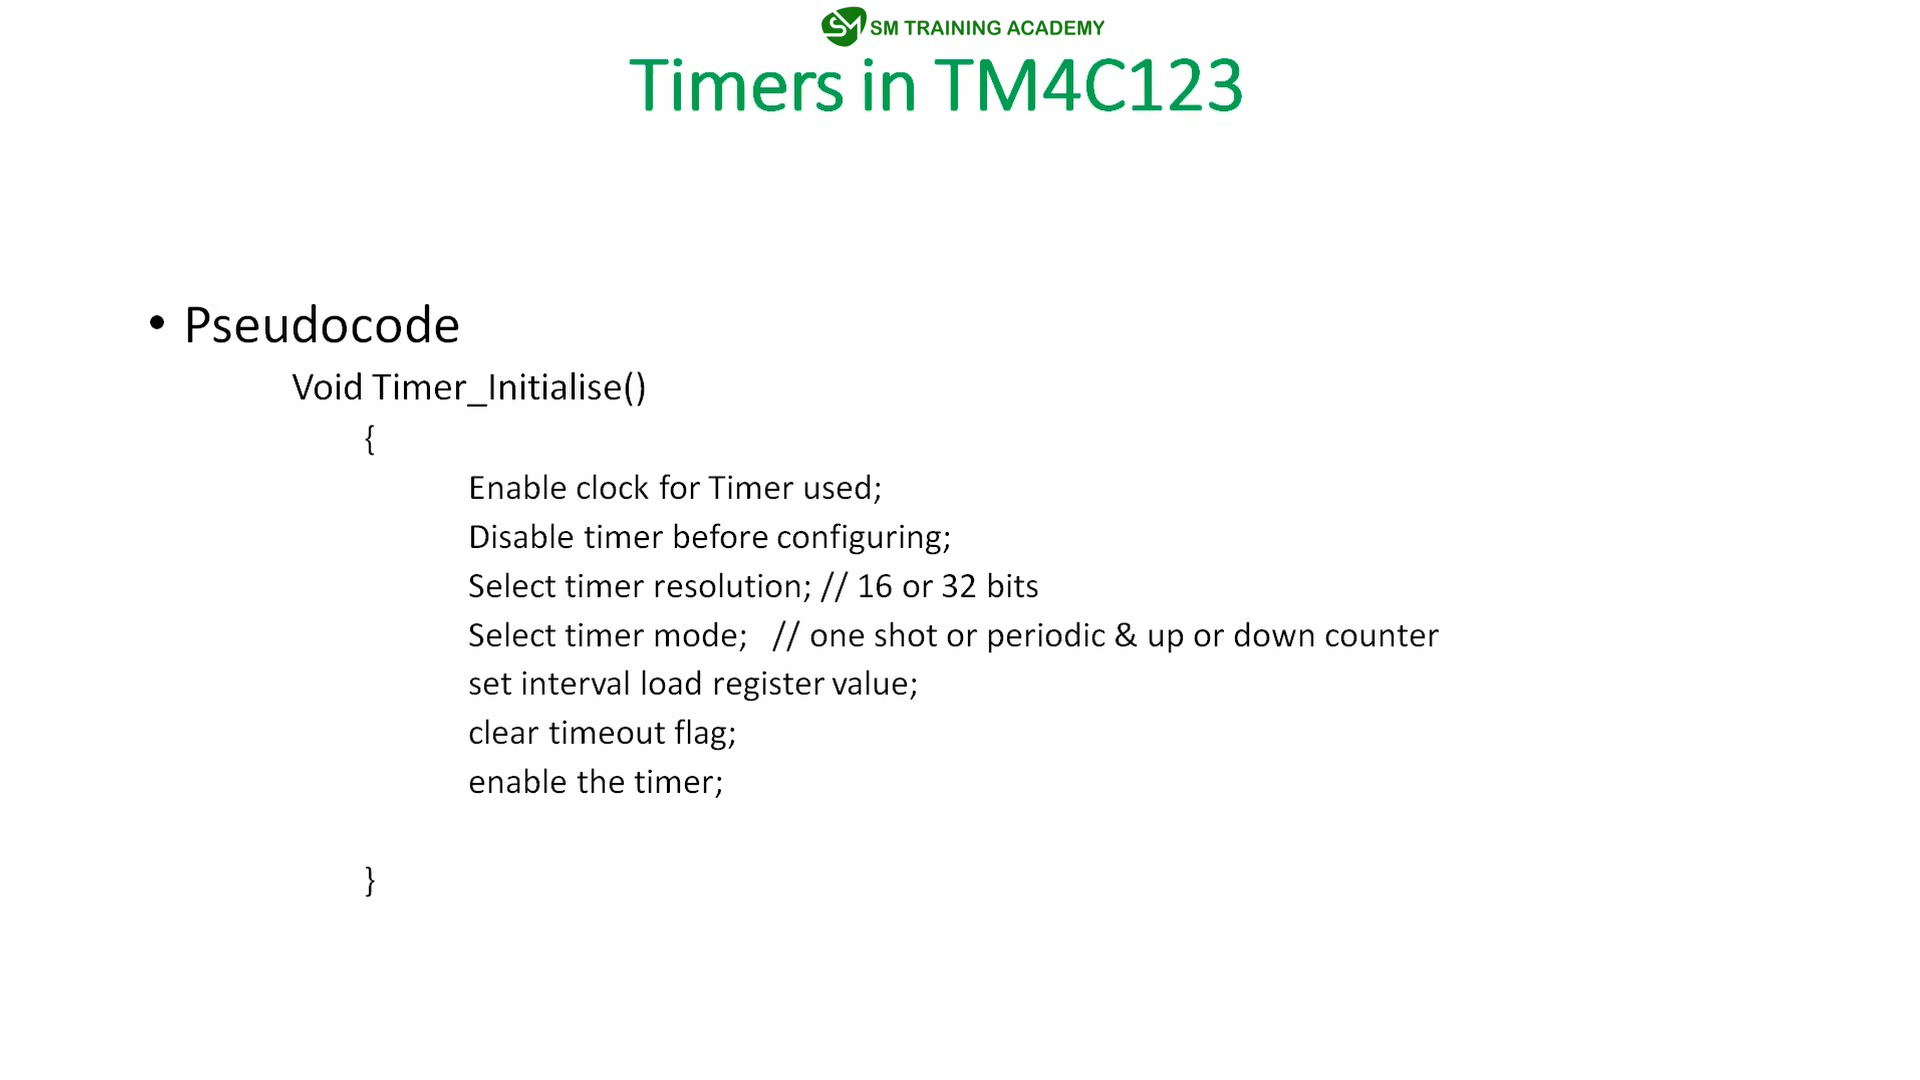 SM TRAINING ACADEMY
Timers in TM4C123
• Pseudocode
Void Timer_Initialise()
{
Enable clock for Timer used;
Disable timer before configuring;
Select timer resolution; // 16 or 32 bits
Select timer mode; // one shot or periodic & up or down counter
set interval load register value;
clear timeout flag;
enable the timer;
}